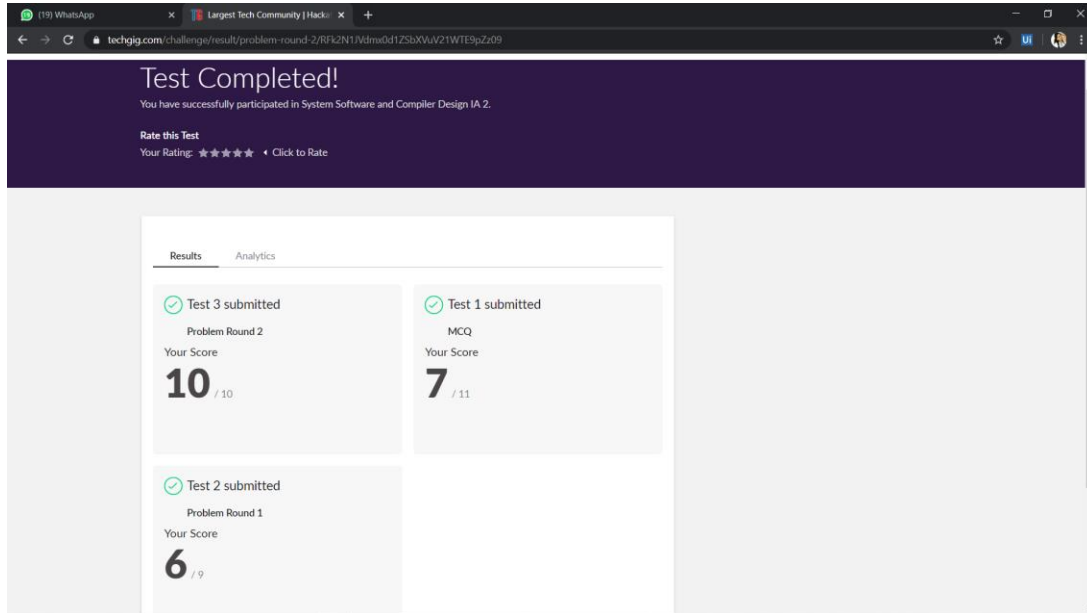 (19) WhatsApp
Largest Tech Community | Hacka
techgig.com/challenge/result/problem-round-2/
Ui
Test Completed!
You have successfully participated in System Software and Compiler Design IA 2.
Rate this Test
Your Rating: Click to Rate
Results Analytics
Test 3 submitted
Problem Round 2
Your Score
10 / 10
Test 1 submitted
MCQ
Your Score
7 / 11
Test 2 submitted
Problem Round 1
Your Score
6 / 9